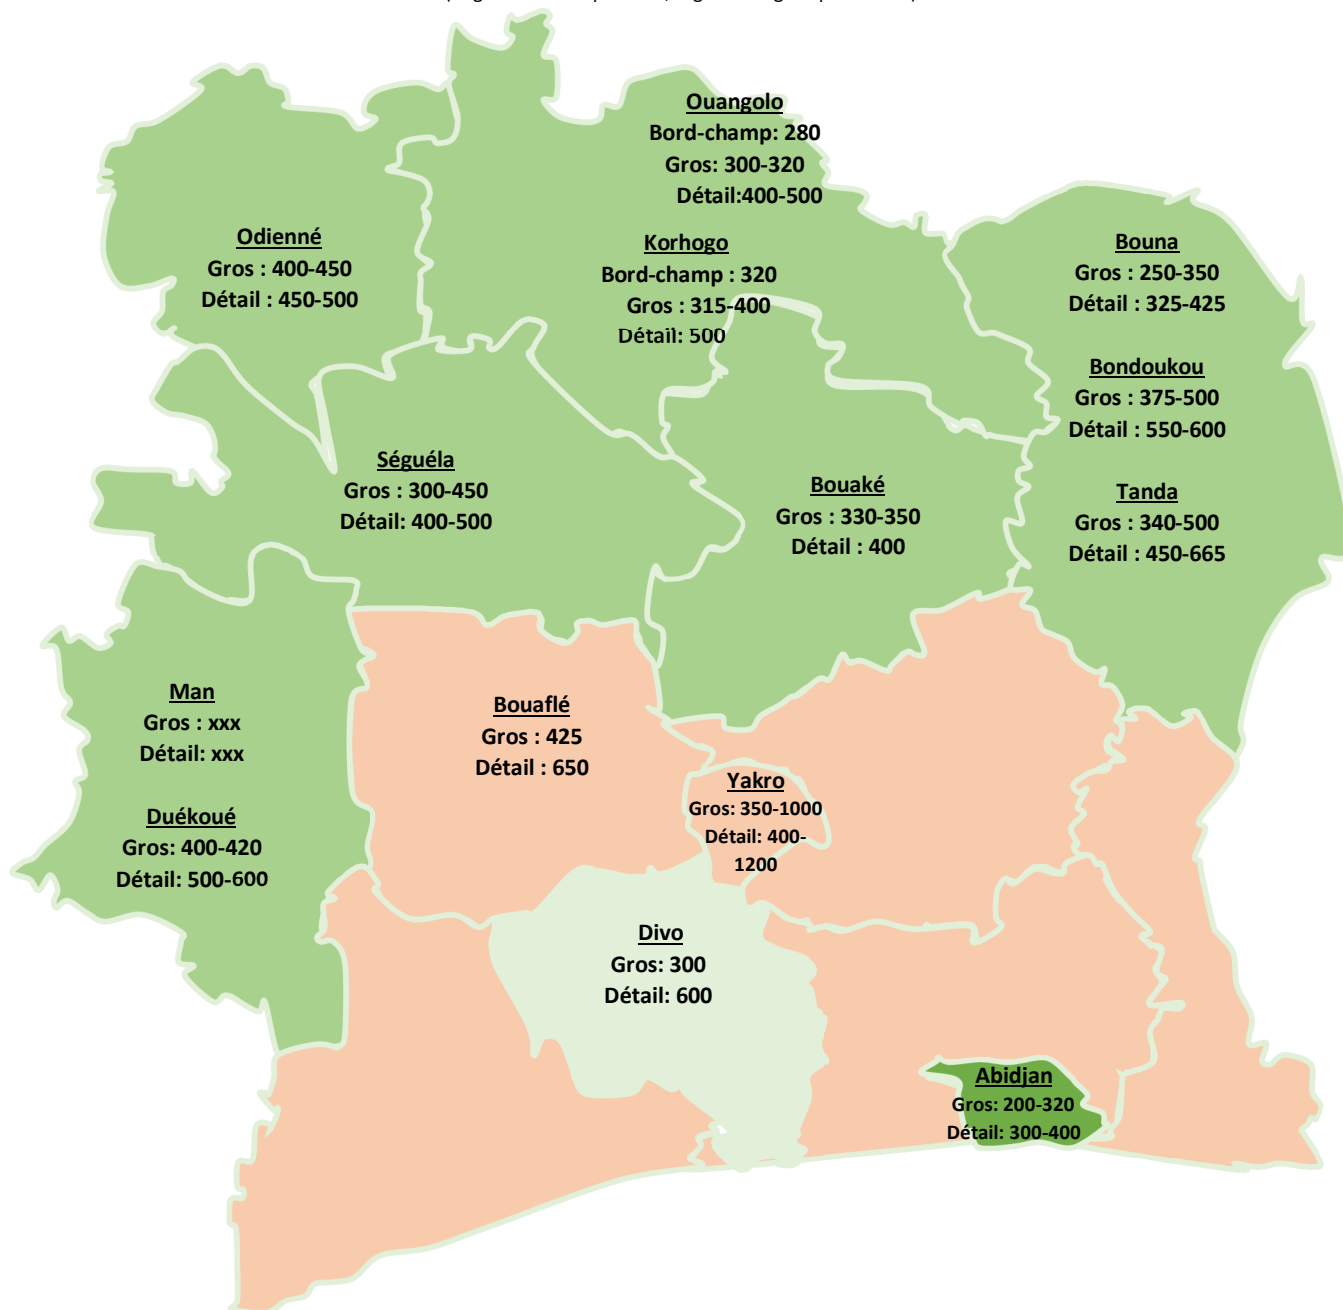 Ouangolo
Bord-champ: 280
Gros: 300-320
Détail:400-500
Odienné
Gros : 400-450
Détail : 450-500
Korhogo
Bord-champ : 320
Gros : 315-400
Détail: 500
Bouna
Gros : 250-350
Détail : 325-425
Bondoukou
Gros : 375-500
Détail : 550-600
Tanda
Gros : 340-500
Détail : 450-665
Séguéla
Gros : 300-450
Détail: 400-500
Bouaké
Gros : 330-350
Détail : 400
Man
Gros : xxx
Détail: xxx
Duékoué
Gros: 400-420
Détail: 500-600
Bouaflé
Gros : 425
Détail : 650
Yakro
Gros: 350-1000
Détail: 400-
1200
Divo
Gros: 300
Détail: 600
Abidjan
Gros: 200-320
Détail: 300-400